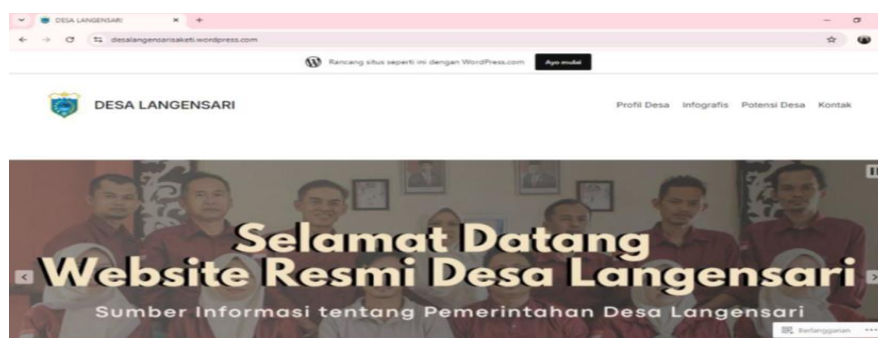 DESA LANGENSARI
desalangensarisaketi.wordpress.com
Rancang situs seperti ini dengan WordPress.com Ayo mulai
DESA LANGENSARI Profil Desa Infografis Potensi Desa Kontak
Selamat Datang
Website Resmi Desa Langensari
Sumber Informasi tentang Pemerintahan Desa Langensari
Berlangganan